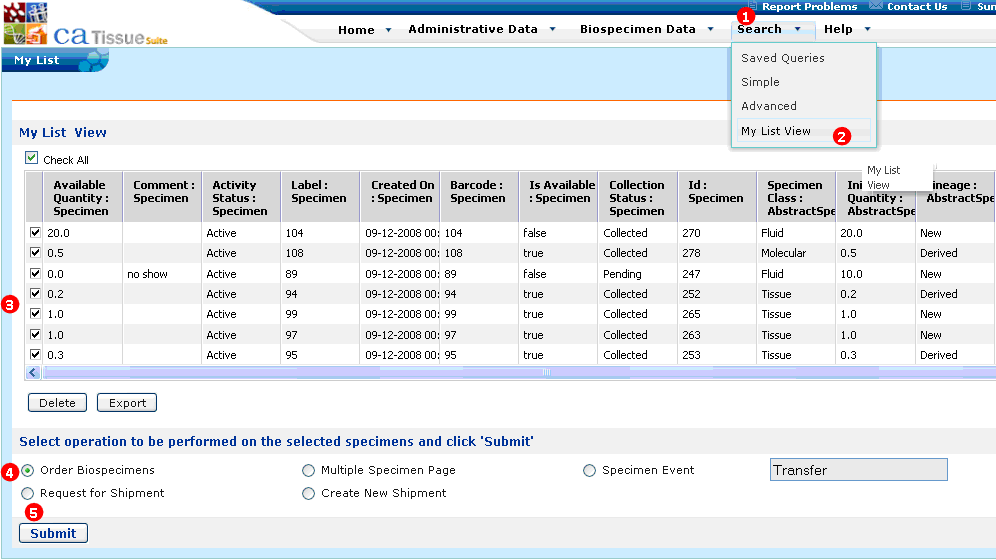 Report Problems Contact Us Sum
ca Tissue Suite
Home Administrative Data Biospecimen Data Search Help
1
My List
Saved Queries
Simple
Advanced
My List View 2
My List View
My List
View
Check All
Available Quantity : Specimen Comment : Specimen Activity Status : Specimen Label : Specimen Created On : Specimen Barcode : Specimen Is Available : Specimen Collection Status : Specimen Id : Specimen Specimen Class : AbstractSpe Ini Quantity : AbstractSpe ineage : AbstractSpe
20.0 Active 104 09-12-2008 00: 104 false Collected 270 Fluid 20.0 New
0.5 Active 108 09-12-2008 00: 108 true Collected 278 Molecular 0.5 Derived
0.0 no show Active 89 09-12-2008 00: 89 false Pending 247 Fluid 10.0 New
0.2 Active 94 09-12-2008 00: 94 true Collected 252 Tissue 0.2 Derived
3
1.0 Active 99 09-12-2008 00: 99 true Collected 265 Tissue 1.0 New
1.0 Active 97 09-12-2008 00: 97 true Collected 263 Tissue 1.0 New
0.3 Active 95 09-12-2008 00: 95 true Collected 253 Tissue 0.3 Derived
Delete Export
Select operation to be performed on the selected specimens and click 'Submit'
4 Order Biospecimens Multiple Specimen Page Specimen Event Transfer
Request for Shipment Create New Shipment
5
Submit